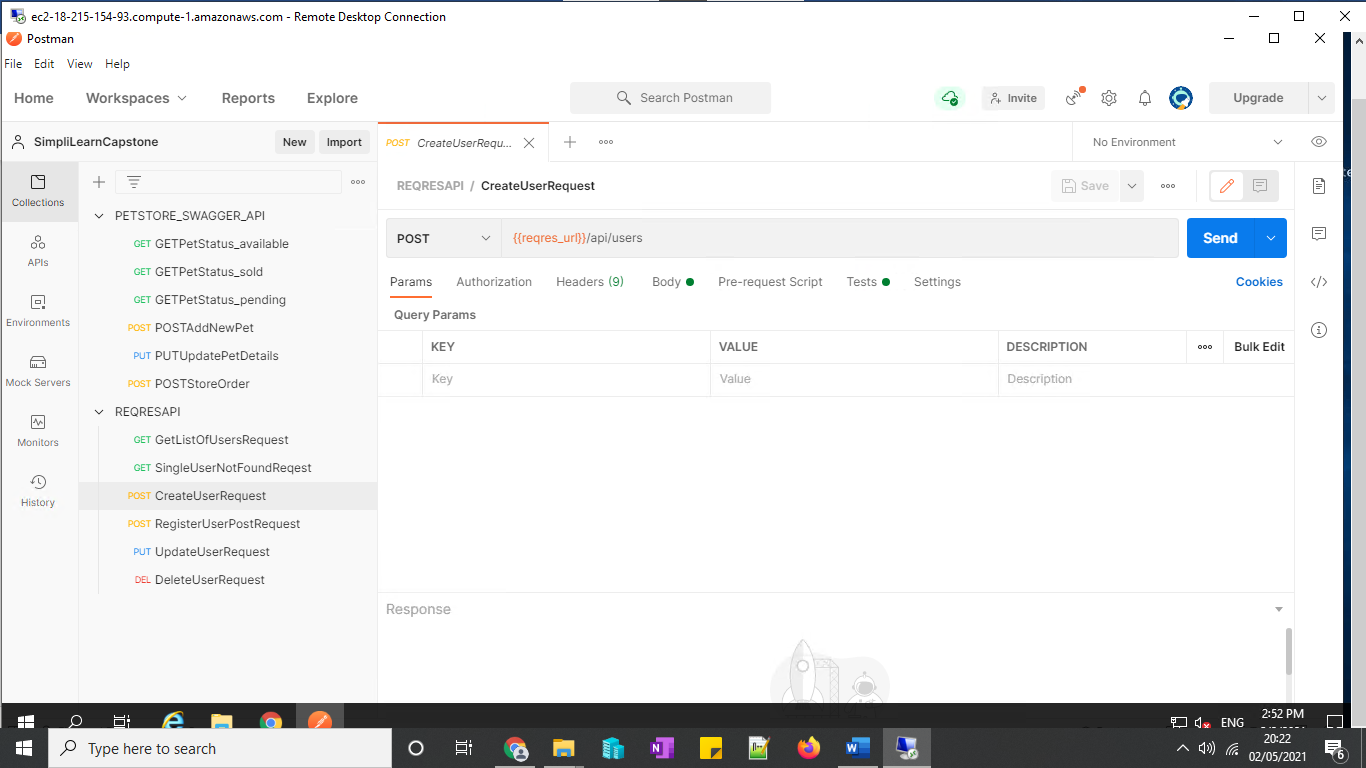 ec2-18-215-154-93.compute-1.amazonaws.com - Remote Desktop Connection
Postman
File Edit View Help
Home Workspaces Reports Explore Search Postman Invite Upgrade
SimpliLearnCapstone New Import POST CreateUserRequ... No Environment
REQRESAPI / CreateUserRequest Save
Collections
APIs
Environments
Mock Servers
Monitors
History
PETSTORE_SWAGGER_API
GET GETPetStatus_available
GET GETPetStatus_sold
GET GETPetStatus_pending
POST POSTAddNewPet
PUT PUTUpdatePetDetails
POST POSTStoreOrder
REQRESAPI
GET GetListOfUsersRequest
GET SingleUserNotFoundReqest
POST CreateUserRequest
POST RegisterUserPostRequest
PUT UpdateUserRequest
DEL DeleteUserRequest
POST {{reqres_url}}/api/users Send
Params Authorization Headers (9) Body Pre-request Script Tests Settings Cookies
Query Params
KEY VALUE DESCRIPTION Bulk Edit
Key Value Description
Response
ENG 2:52 PM
Type here to search 20:22
02/05/2021 6